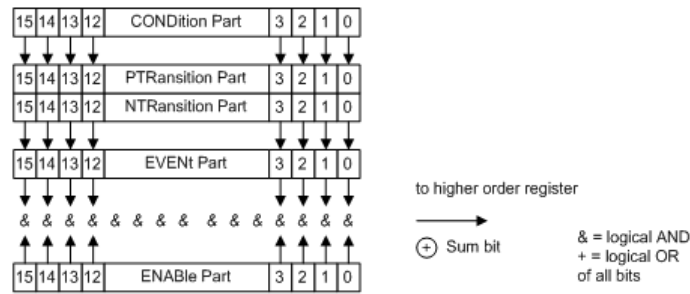 15 14 13 12 CONDition Part 3 2 1 0
15 14 13 12 PTRansition Part 3 2 1 0
15 14 13 12 NTRansition Part 3 2 1 0
15 14 13 12 EVENt Part 3 2 1 0
to higher order register
& & & & & & & & & & & & & & & &
+ Sum bit
& = logical AND
+ = logical OR
of all bits
15 14 13 12 ENABle Part 3 2 1 0